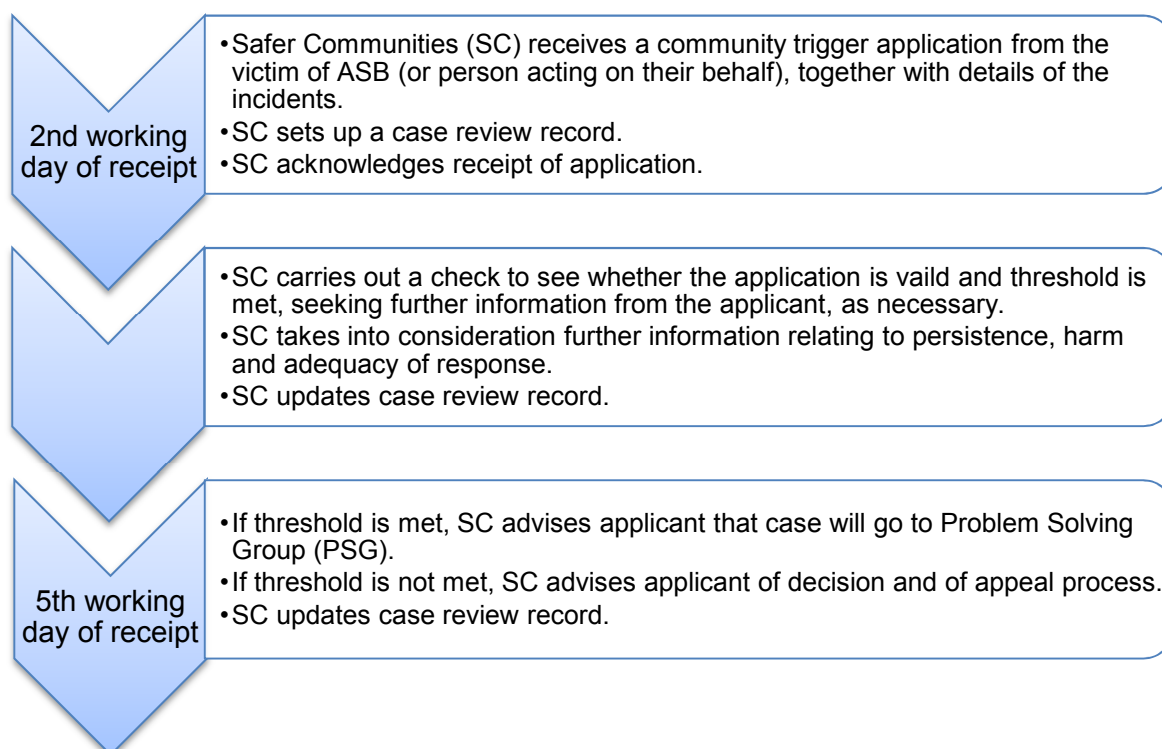 2nd working
day of receipt
•Safer Communities (SC) receives a community trigger application from the
victim of ASB (or person acting on their behalf), together with details of the
incidents.
•SC sets up a case review record.
•SC acknowledges receipt of application.
•SC carries out a check to see whether the application is vaild and threshold is
met, seeking further information from the applicant, as necessary.
•SC takes into consideration further information relating to persistence, harm
and adequacy of response.
•SC updates case review record.
5th working
day of receipt
•If threshold is met, SC advises applicant that case will go to Problem Solving
Group (PSG).
•If threshold is not met, SC advises applicant of decision and of appeal process.
•SC updates case review record.